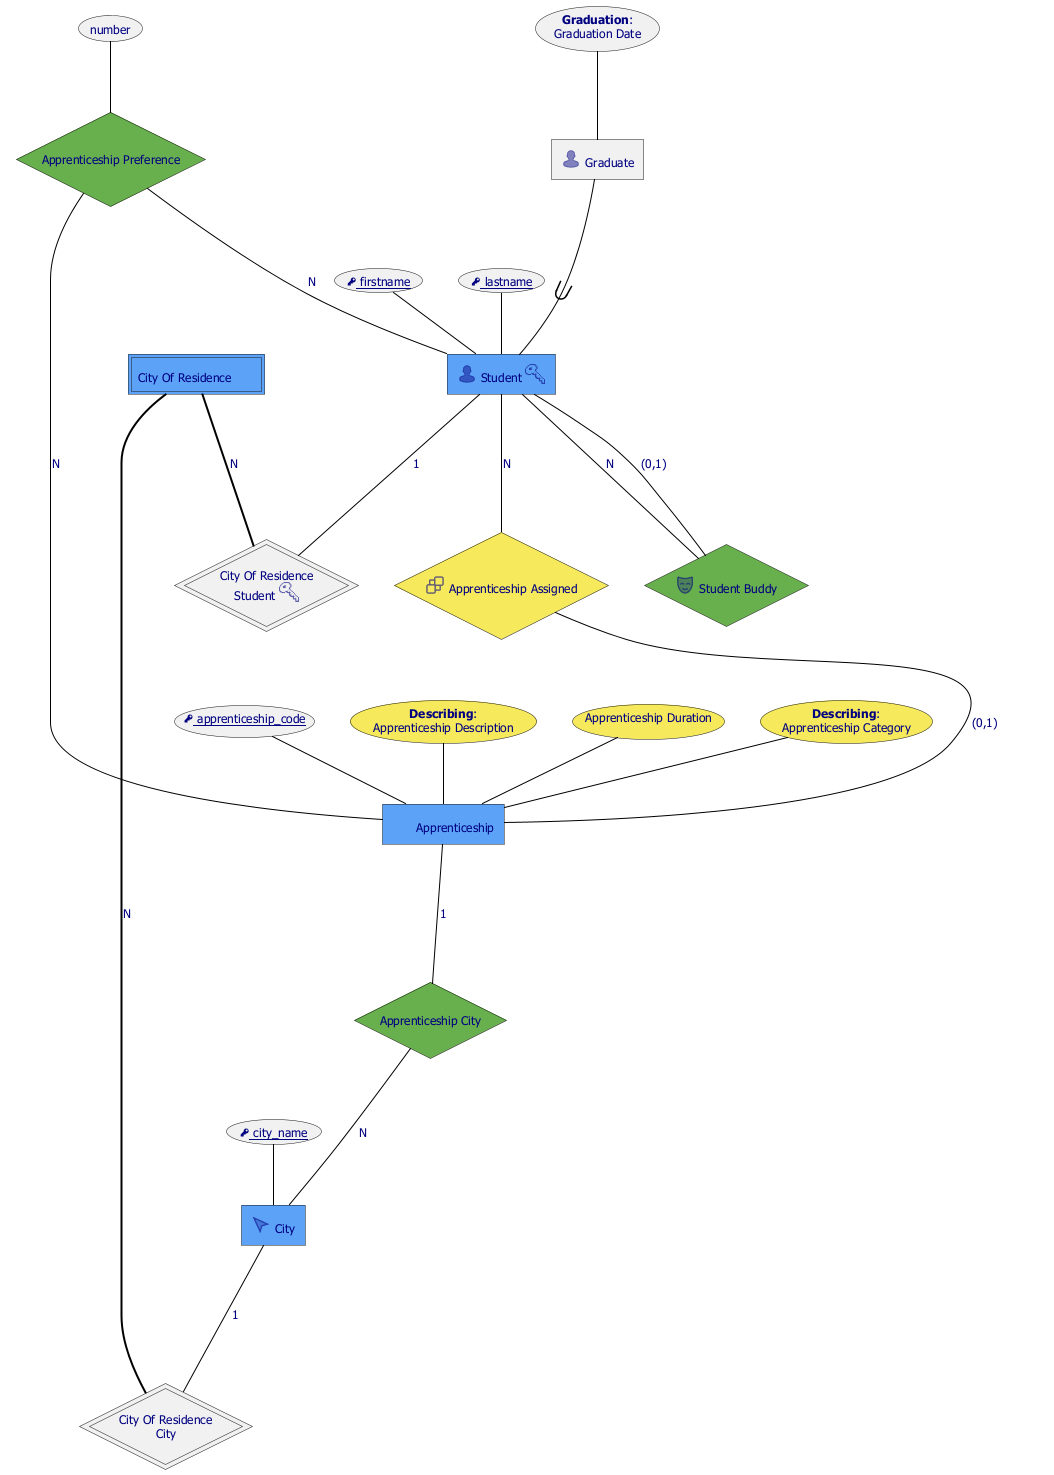 number
Graduation:
Graduation Date
Apprenticeship Preference
Graduate
N
firstname
lastname
City Of Residence
Student
N
N
1
N
N
(0,1)
City Of Residence
Student
Apprenticeship Assigned
Student Buddy
apprenticeship_code
Describing:
Apprenticeship Description
Apprenticeship Duration
Describing:
Apprenticeship Category
(0,1)
Apprenticeship
N
1
Apprenticeship City
city_name
N
City
1
City Of Residence
City